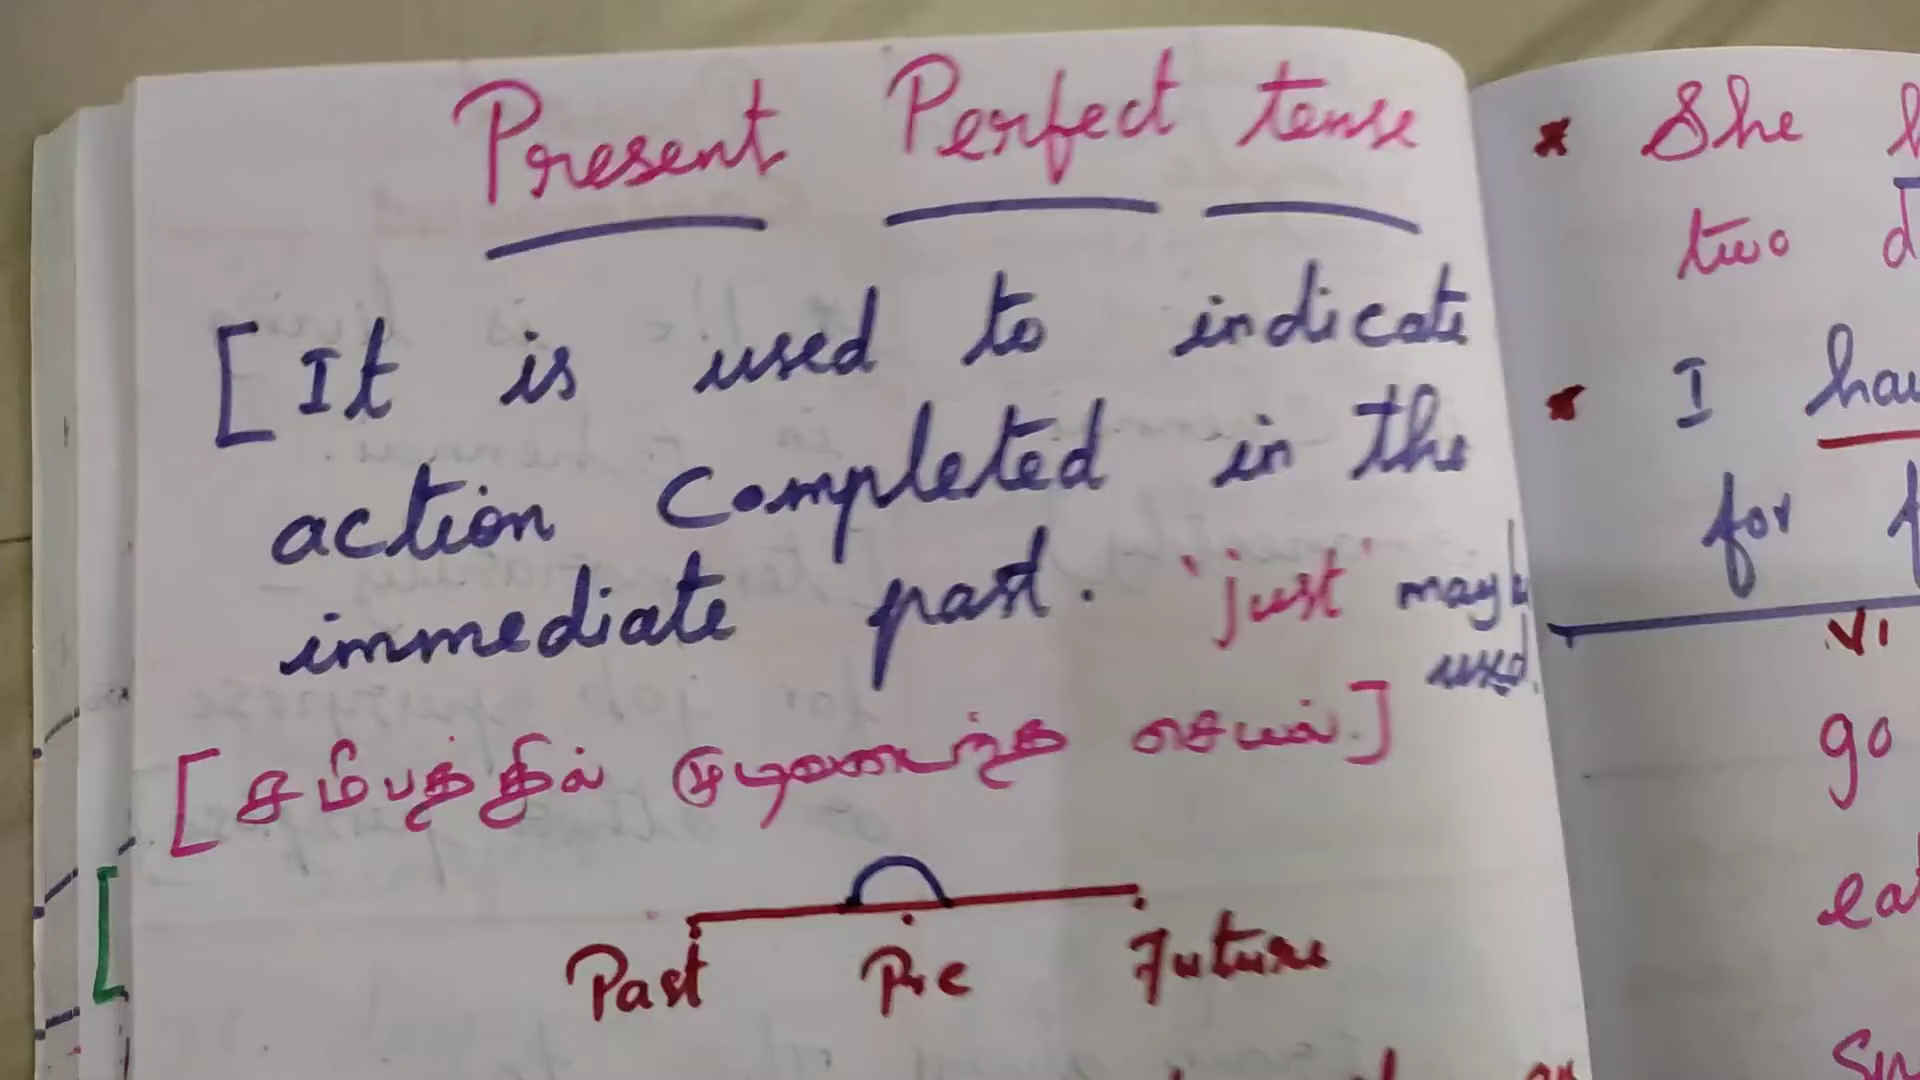 Present Perfect tense
[It is used to indicate
action completed in the
immediate past. 'just' may be
used.
[சமீபத்தில் முடிவடைந்த செயல்.]
Past Pre Future
* She
two
* I
for
V1
go